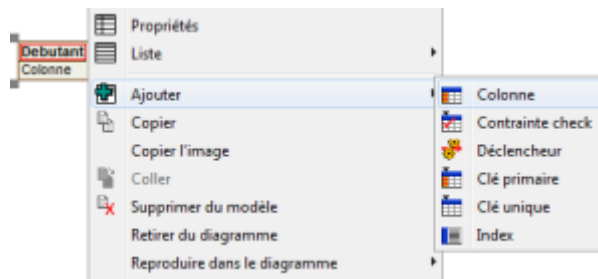 Propriétés
Debutant
Liste
Colonne
Ajouter
Colonne
Copier
Contrainte check
Copier l'image
Déclencheur
Coller
Clé primaire
Supprimer du modèle
Clé unique
Retirer du diagramme
Index
Reproduire dans le diagramme